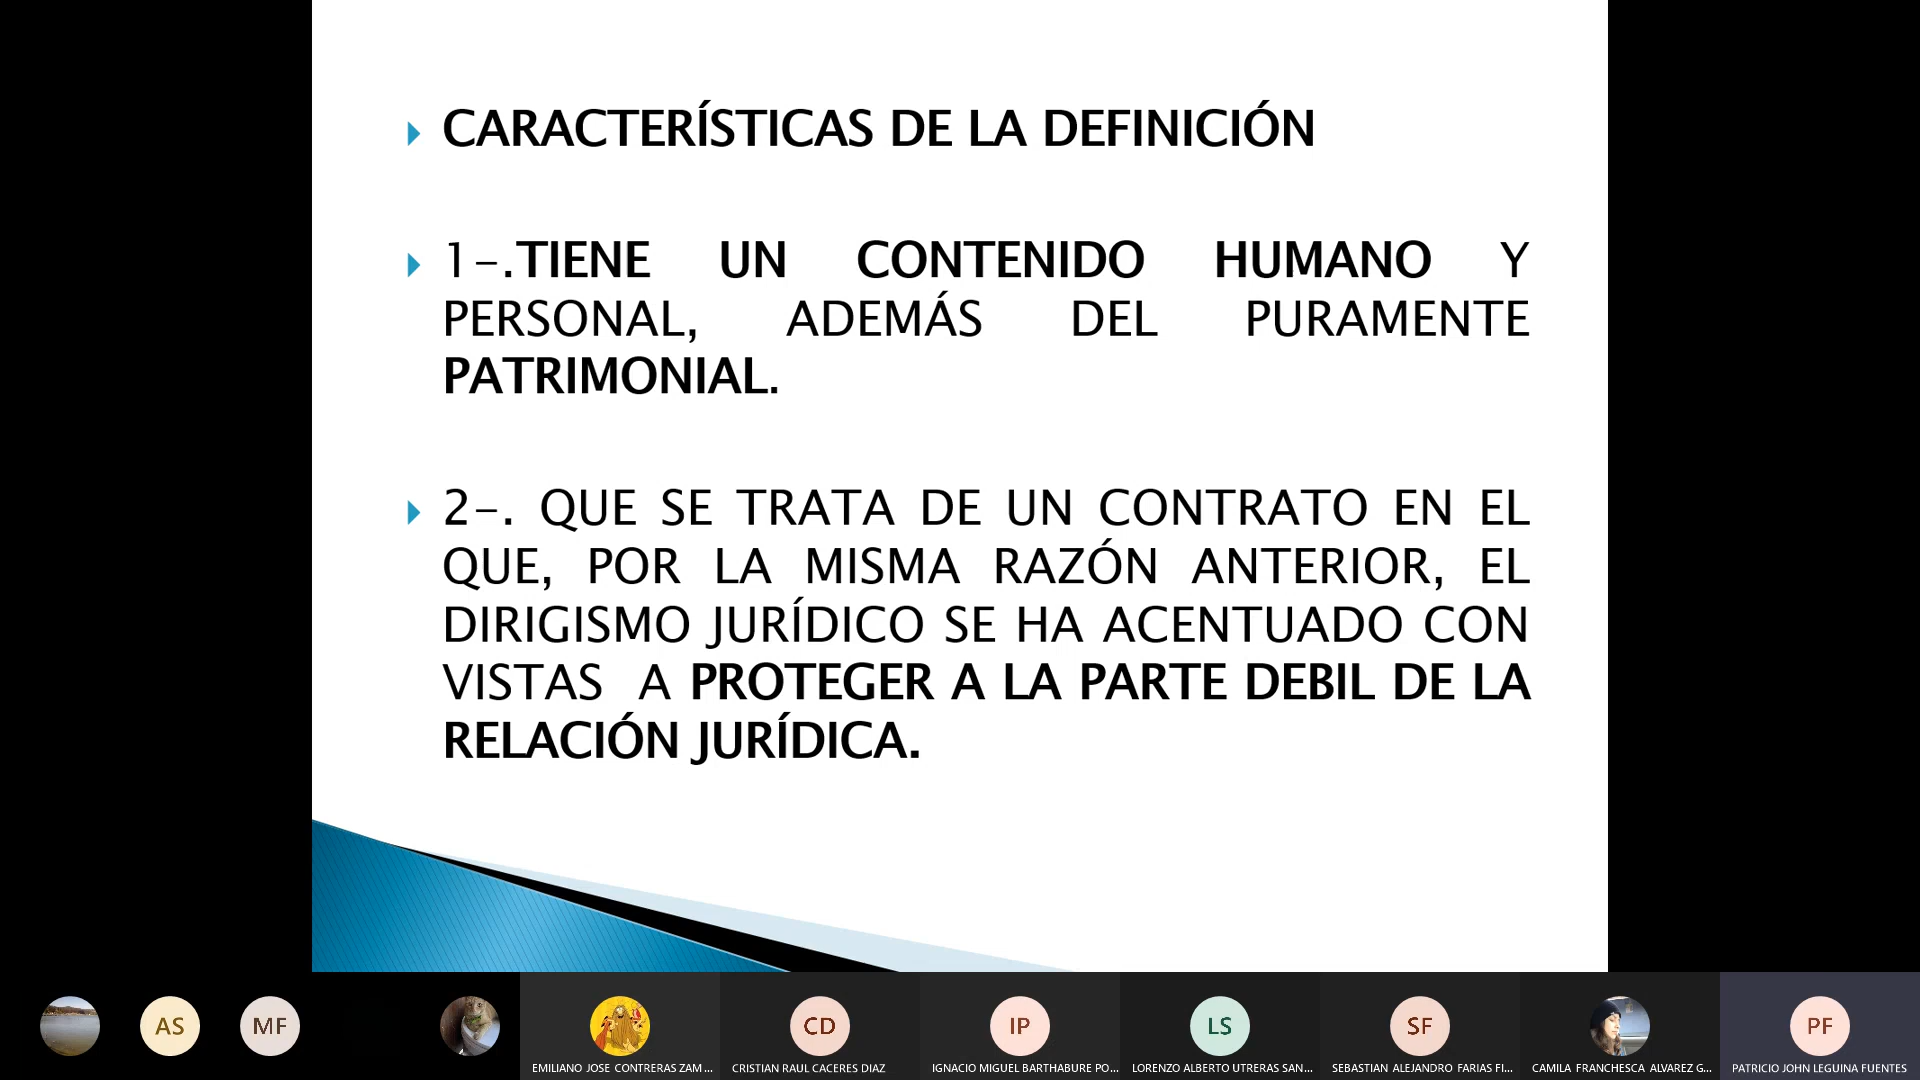 CARACTERÍSTICAS DE LA DEFINICIÓN
1-.TIENE UN CONTENIDO HUMANO Y
PERSONAL, ADEMÁS DEL PURAMENTE
PATRIMONIAL.
2-. QUE SE TRATA DE UN CONTRATO EN EL
QUE, POR LA MISMA RAZÓN ANTERIOR, EL
DIRIGISMO JURÍDICO SE HA ACENTUADO CON
VISTAS A PROTEGER A LA PARTE DEBIL DE LA
RELACIÓN JURÍDICA.
AS
MF
CD
IP
LS
SF
PF
EMILIANO JOSE CONTRERAS ZAM...
CRISTIAN RAUL CACERES DIAZ
IGNACIO MIGUEL BARTHABURE PO...
LORENZO ALBERTO UTRERAS SAN...
SEBASTIAN ALEJANDRO FARIAS FI...
CAMILA FRANCHESCA ALVAREZ G...
PATRICIO JOHN LEGUINA FUENTES